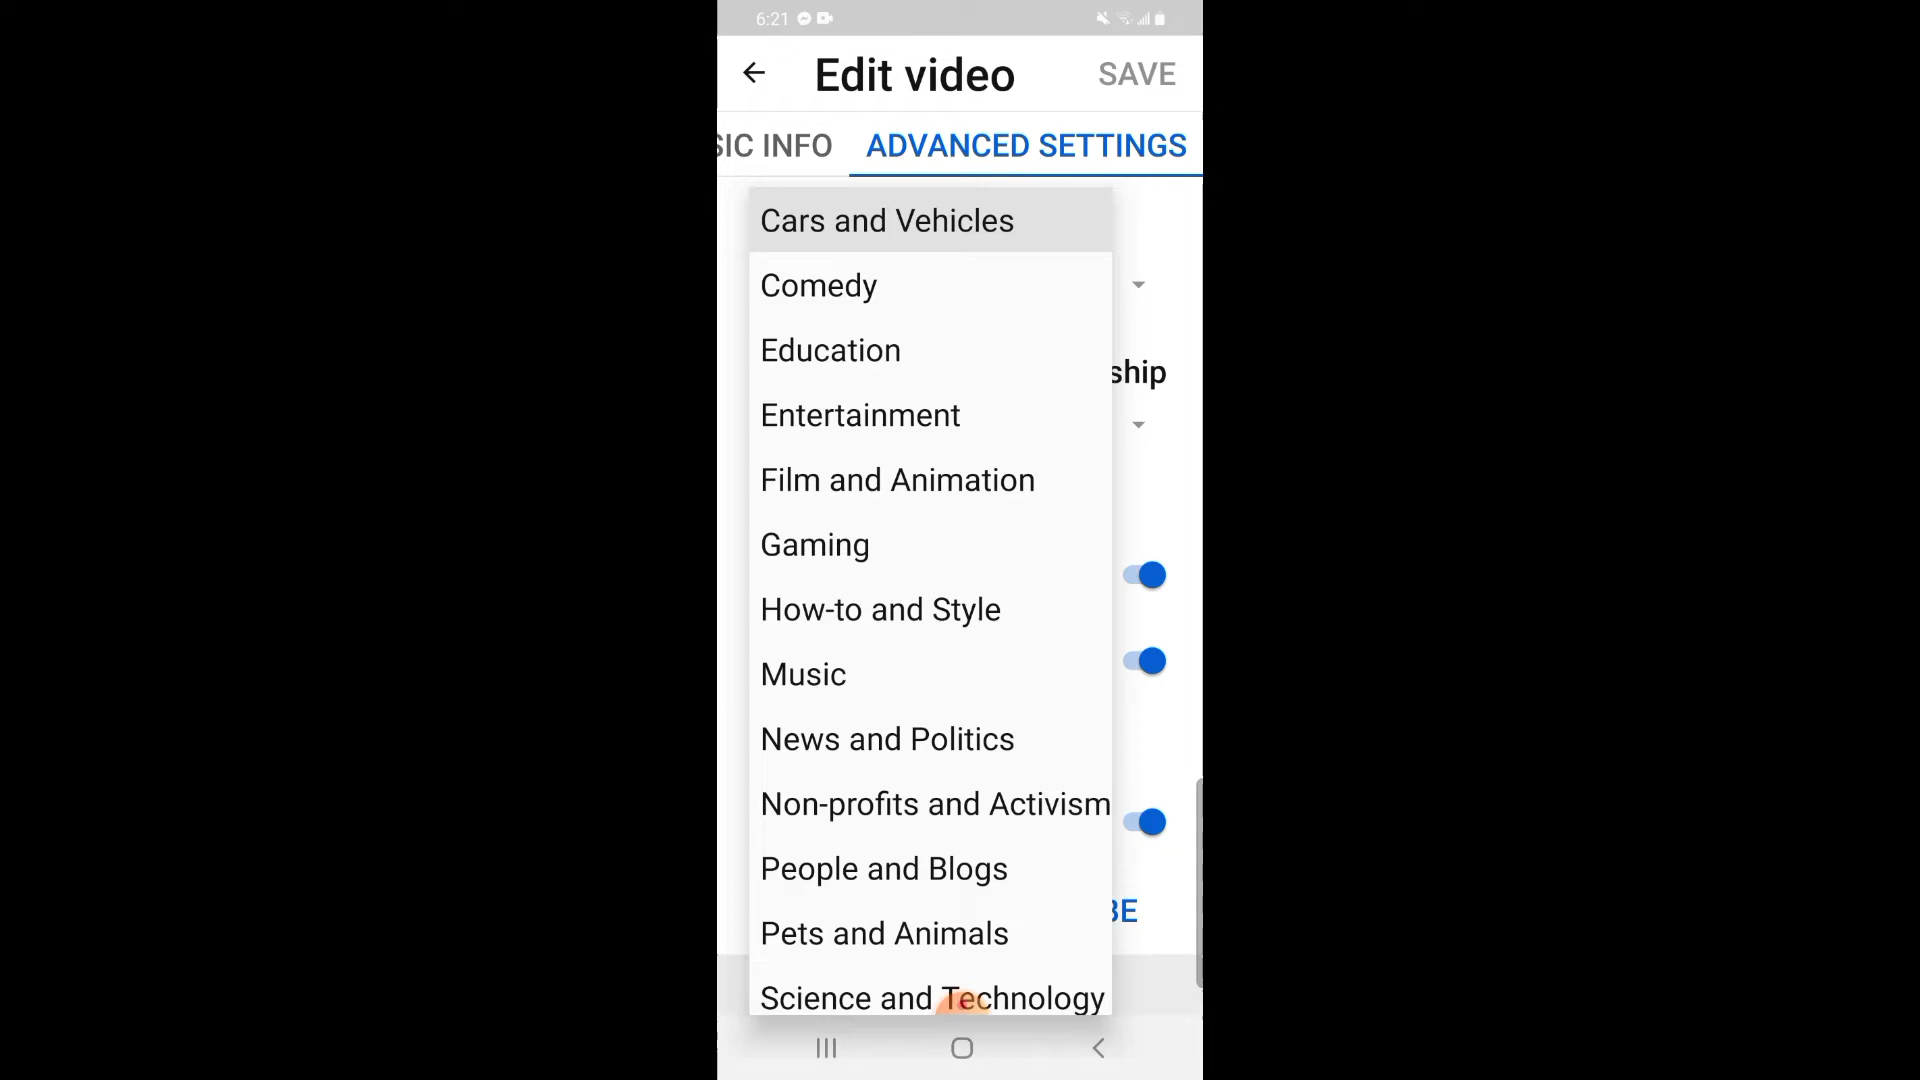 6:21
Edit video SAVE
SIC INFO ADVANCED SETTINGS
Cars and Vehicles
Comedy
Education
ship
Entertainment
Film and Animation
Gaming
How-to and Style
Music
News and Politics
Non-profits and Activism
People and Blogs
BE
Pets and Animals
Science and Technology